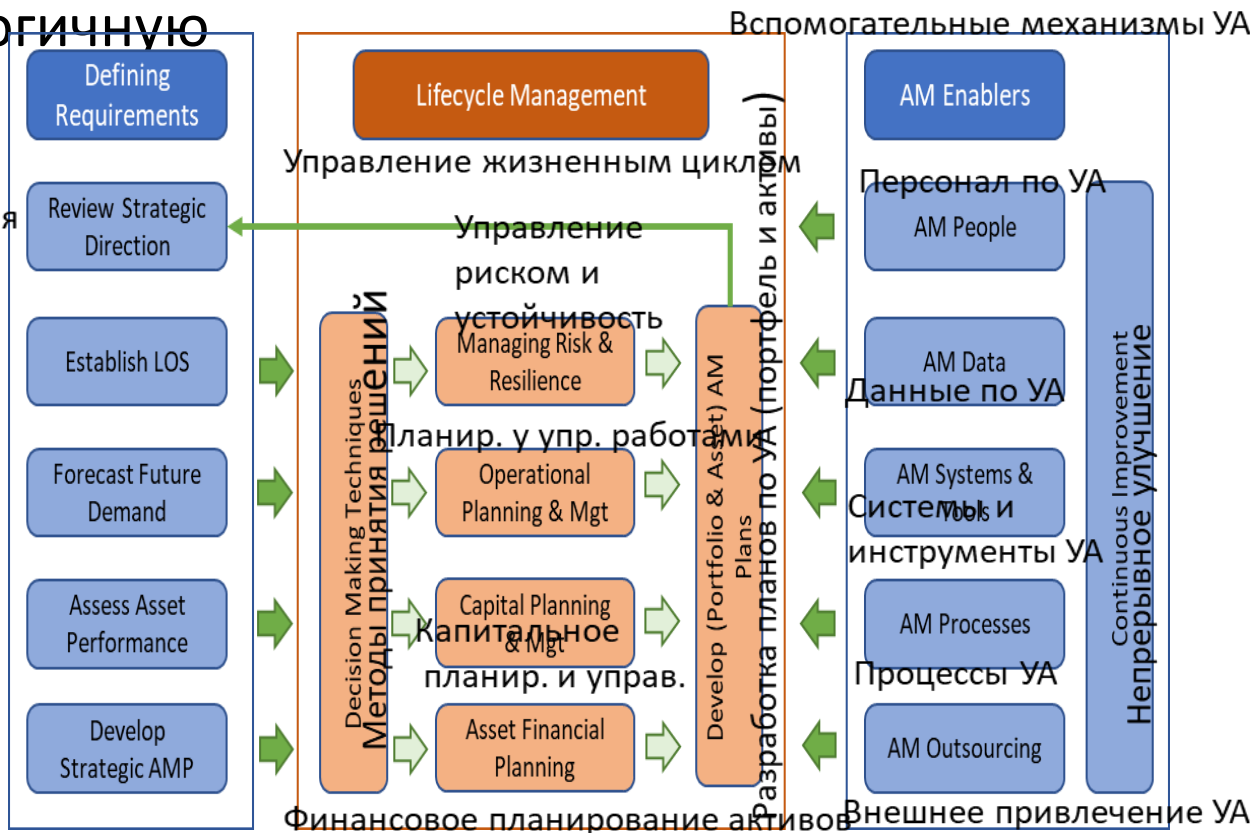 огичную
Вспомогательные механизмы УА
Defining
Requirements
Lifecycle Management
AM Enablers
Управление жизненным циклом
Персонал по УА
я
Review Strategic
Direction
Управление
риском и
устойчивость
AM People
Establish LOS
Managing Risk &
Resilience
AM Data
Данные по УА
Планир. у упр. работами
Forecast Future
Demand
Operational
Planning & Mgt
AM Systems &
Tools
Системы и
инструменты УА
Assess Asset
Performance
Capital Planning
& Mgt
Капитальное
планир. и управ.
AM Processes
Процессы УА
Develop
Strategic AMP
Asset Financial
Planning
AM Outsourcing
Финансовое планирование активов
Внешнее привлечение УА
Decision Making Techniques
Методы принятия решений
Develop (Portfolio & Asset) AM
Plans
Разработка планов по УА (портфель и активы)
Continuous Improvement
Непрерывное улучшение